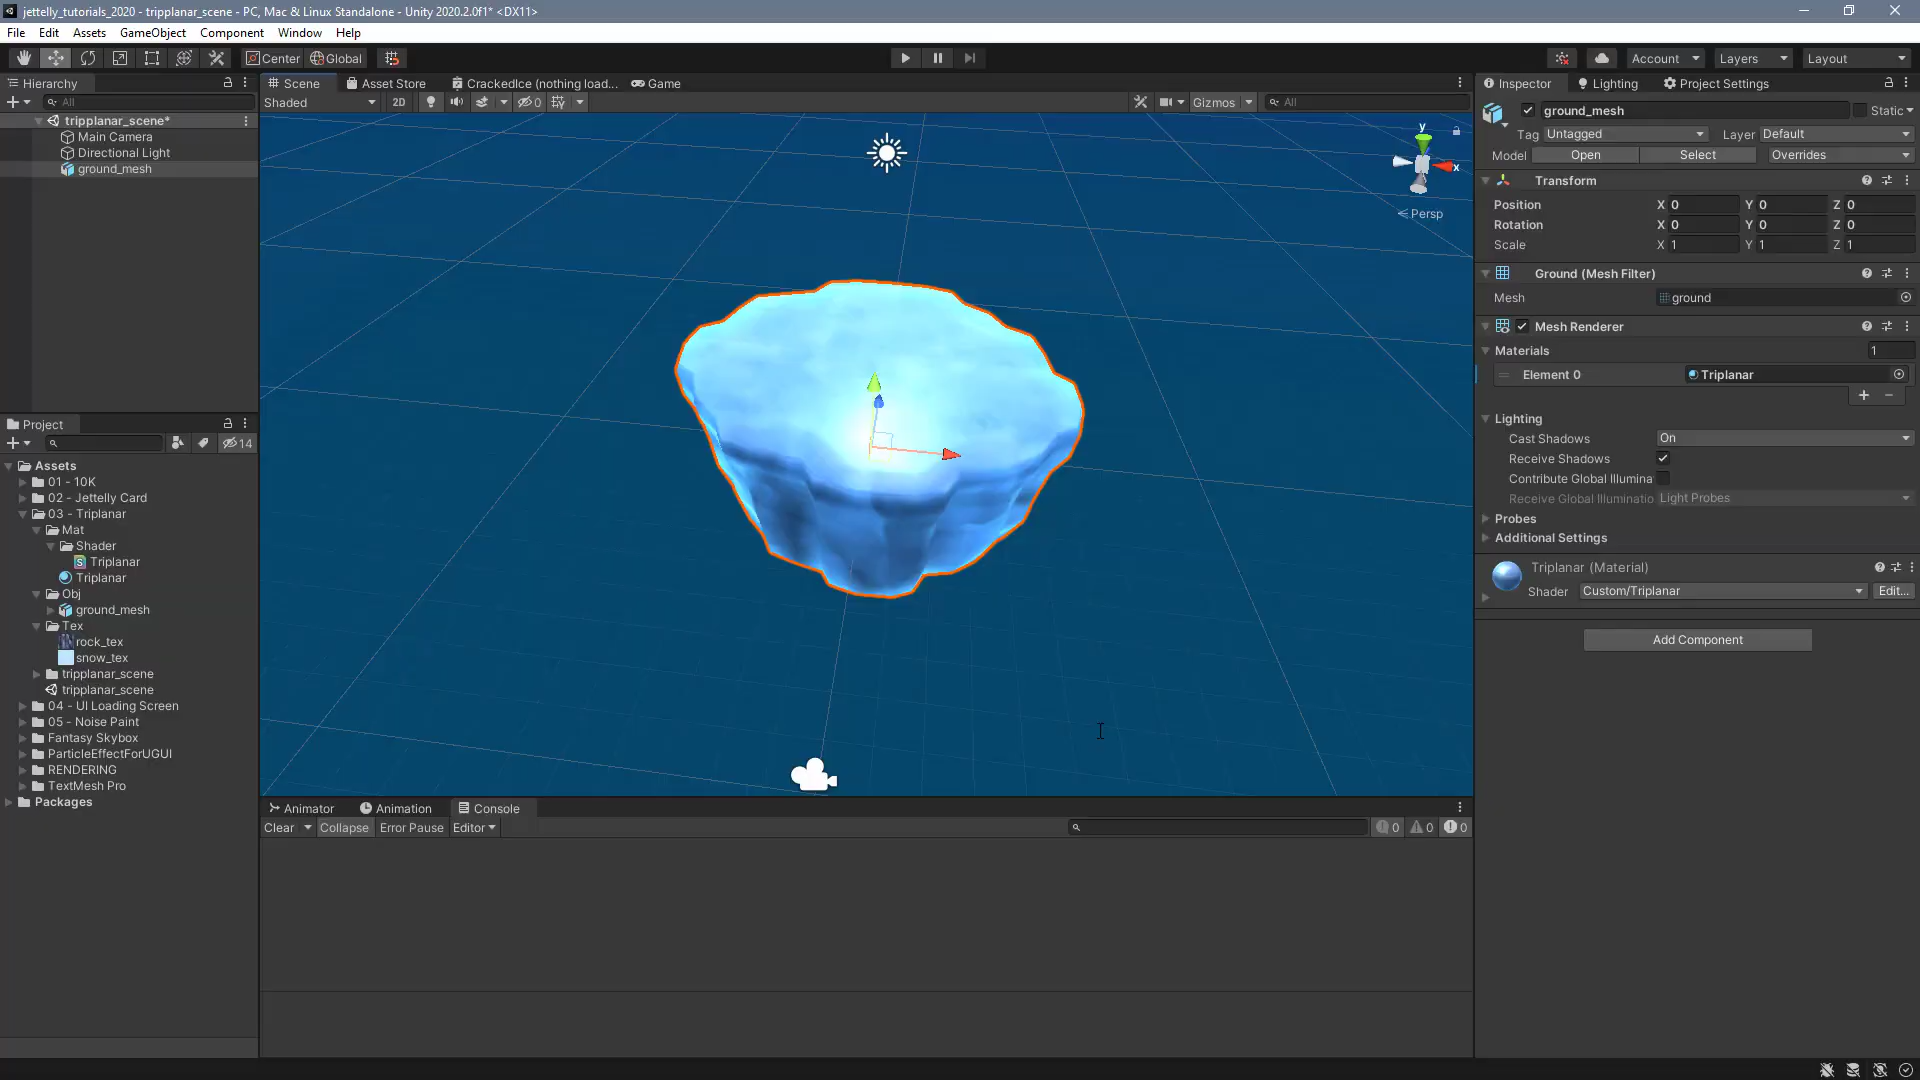 jettelly_tutorials_2020 - tripplanar_scene - PC, Mac & Linux Standalone - Unity 2020.2.0f1* <DX11>
File Edit Assets GameObject Component Window Help
Center Global Account Layers Layout
Hierarchy
All
tripplanar_scene*
Main Camera
Directional Light
ground_mesh
Scene Asset Store CrackedIce (nothing load... Game
Shaded 2D 0 Gizmos All
y
x
Persp
Project
14
Assets
01 - 10K
02 - Jettelly Card
03 - Triplanar
Mat
Shader
Triplanar
Triplanar
Obj
ground_mesh
Tex
rock_tex
snow_tex
tripplanar_scene
tripplanar_scene
04 - UI Loading Screen
05 - Noise Paint
Fantasy Skybox
ParticleEffectForUGUI
RENDERING
TextMesh Pro
Packages
Animator Animation Console
Clear Collapse Error Pause Editor 0 0 0
Inspector Lighting Project Settings
ground_mesh Static
Tag Untagged Layer Default
Model Open Select Overrides
Transform
Position X 0 Y 0 Z 0
Rotation X 0 Y 0 Z 0
Scale X 1 Y 1 Z 1
Ground (Mesh Filter)
Mesh ground
Mesh Renderer
Materials 1
Element 0 Triplanar
Lighting
Cast Shadows On
Receive Shadows
Contribute Global Illumina
Receive Global Illuminatio Light Probes
Probes
Additional Settings
Triplanar (Material)
Shader Custom/Triplanar Edit...
Add Component